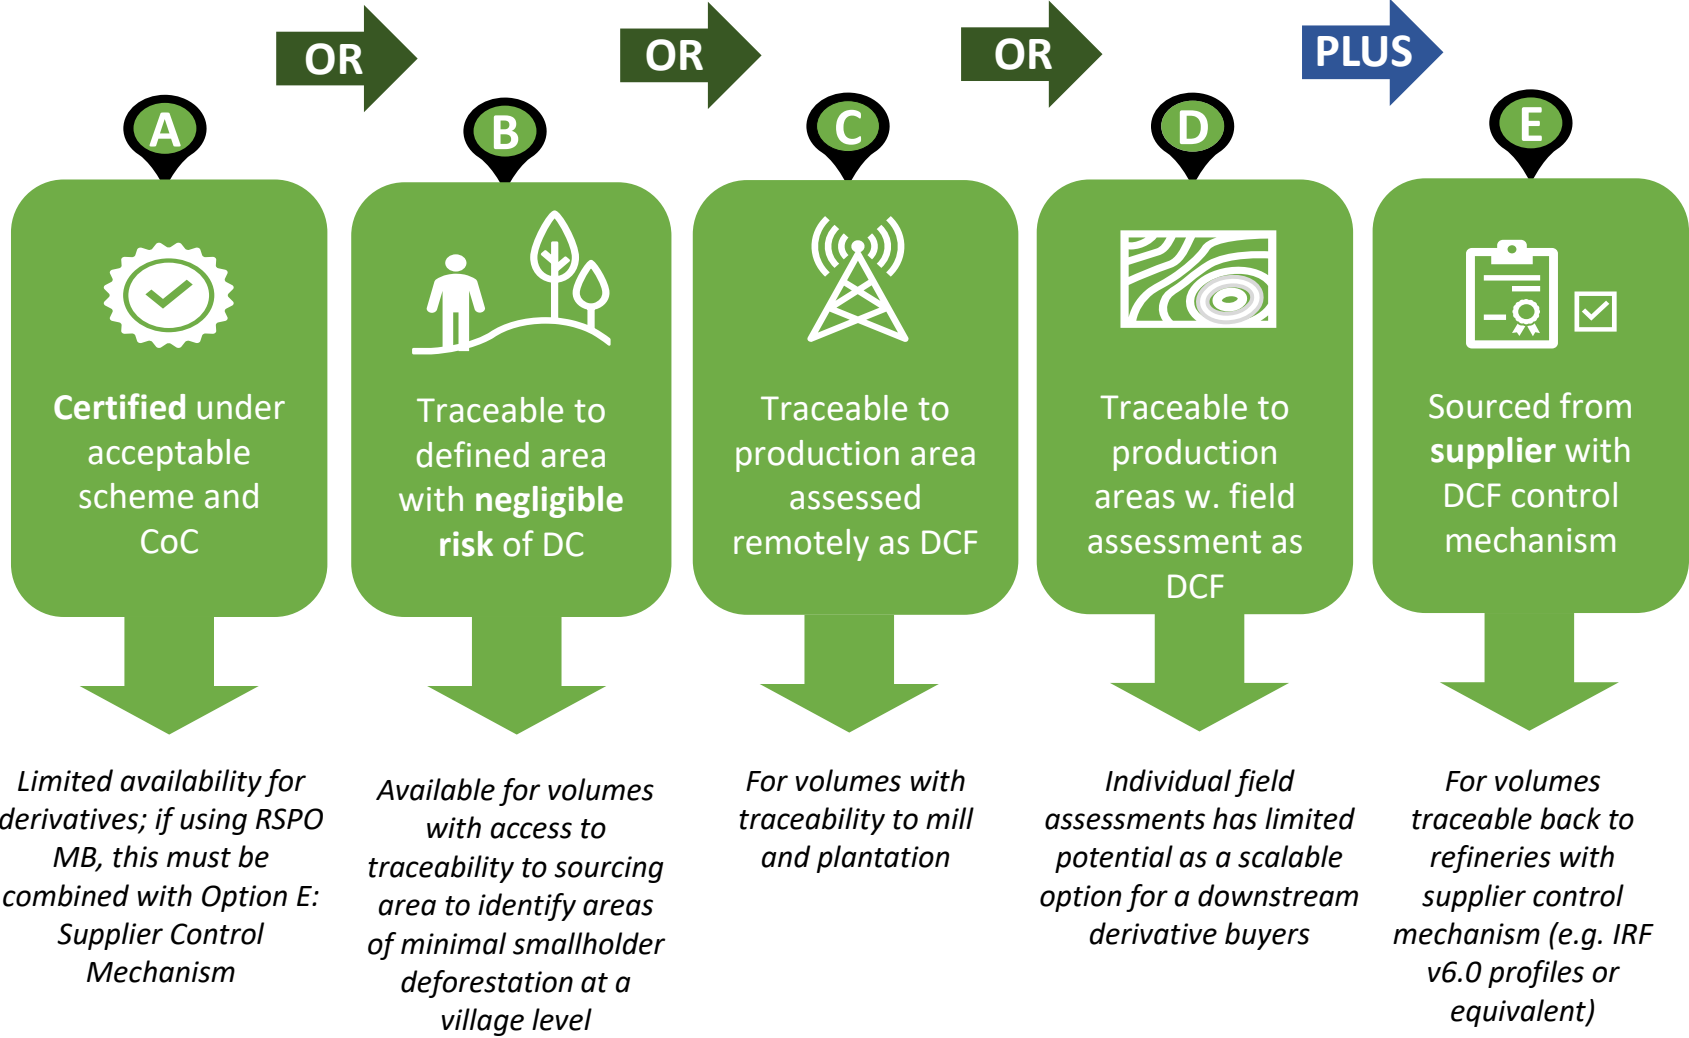 OR
OR
OR
PLUS
A
B
C
D
E
Certified under
acceptable
scheme and
CoC
Traceable to
defined area
with negligible
risk of DC
Traceable to
production area
assessed
remotely as DCF
Traceable to
production
areas w. field
assessment as
DCF
Sourced from
supplier with
DCF control
mechanism
Limited availability for
derivatives; if using RSPO
MB, this must be
combined with Option E:
Supplier Control
Mechanism
Available for volumes
with access to
traceability to sourcing
area to identify areas
of minimal smallholder
deforestation at a
village level
For volumes with
traceability to mill
and plantation
Individual field
assessments has limited
potential as a scalable
option for a downstream
derivative buyers
For volumes
traceable back to
refineries with
supplier control
mechanism (e.g. IRF
v6.0 profiles or
equivalent)